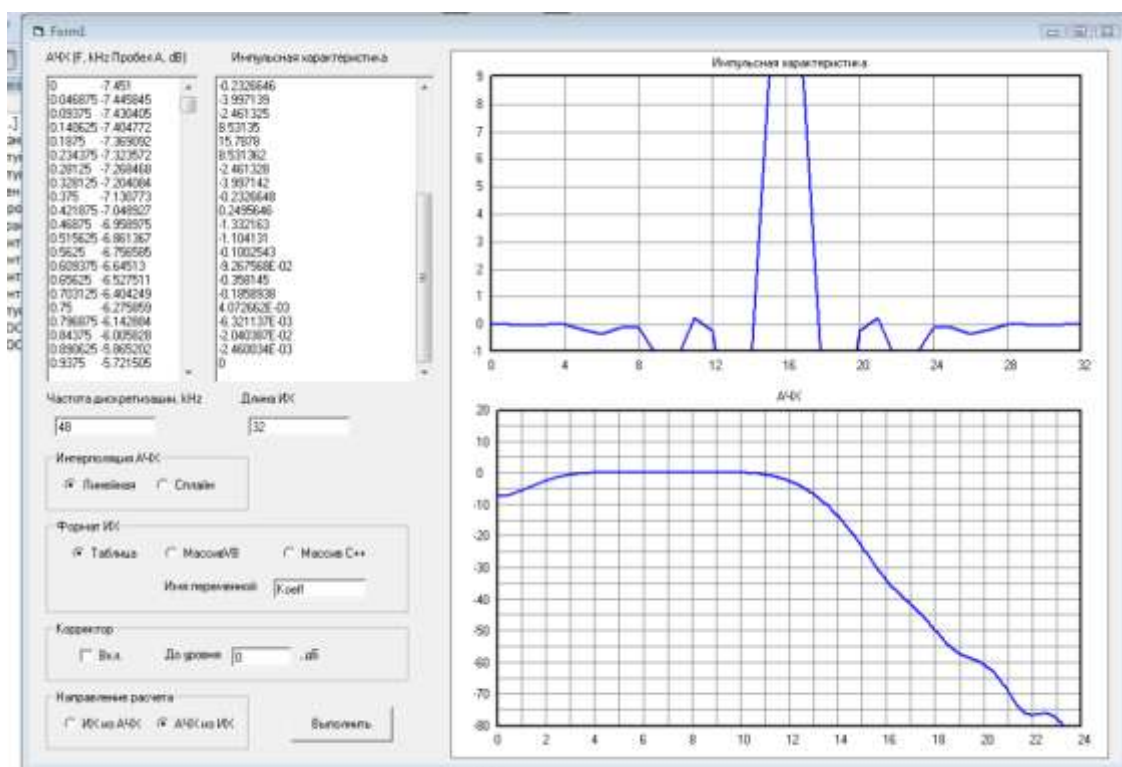 Form1
АЧХ (F, kHz Пробел A, dB)
Импульсная характеристика
0 -7.451
0.046875 -7.445845
0.09375 -7.430405
0.140625 -7.404772
0.1875 -7.369092
0.234375 -7.323572
0.28125 -7.268468
0.328125 -7.204084
0.375 -7.130773
0.421875 -7.048927
0.46875 -6.958975
0.515625 -6.861367
0.5625 -6.756585
0.609375 -6.64513
0.65625 -6.527511
0.703125 -6.404249
0.75 -6.275859
0.796875 -6.142884
0.84375 -6.005828
0.890625 -5.865202
0.9375 -5.721505
-0.2326646
-3.997139
-2.461325
8.53135
15.7878
8.531362
-2.461328
-3.997142
-0.2326648
0.2495646
-1.332163
-1.104131
-0.1002543
-9.267568E-02
-0.358145
-0.1858938
4.072662E-03
-6.321137E-03
-2.040387E-02
-2.460034E-03
0
Частота дискретизации, kHz
Длина ИХ
48
32
Интерполяция АЧХ
Линейная
Сплайн
Формат ИХ
Таблица
МассивVB
Массив C++
Имя переменной
Koeff
Корректор
Вкл.
До уровня
0
, дБ
Направление расчета
ИХ из АЧХ
АЧХ из ИХ
Выполнить
Импульсная характеристика
9
8
7
6
5
4
3
2
1
0
-1
0 4 8 12 16 20 24 28 32
АЧХ
20
10
0
-10
-20
-30
-40
-50
-60
-70
-80
0 2 4 6 8 10 12 14 16 18 20 22 24